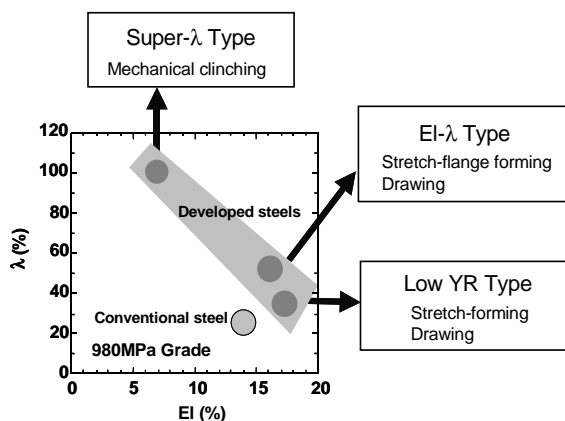 Super-λ Type
Mechanical clinching
El-λ Type
Stretch-flange forming
Drawing
Low YR Type
Stretch-forming
Drawing
120
100
80
60
40
20
0
λ (%)
Developed steels
Conventional steel
980MPa Grade
0 5 10 15 20
El (%)